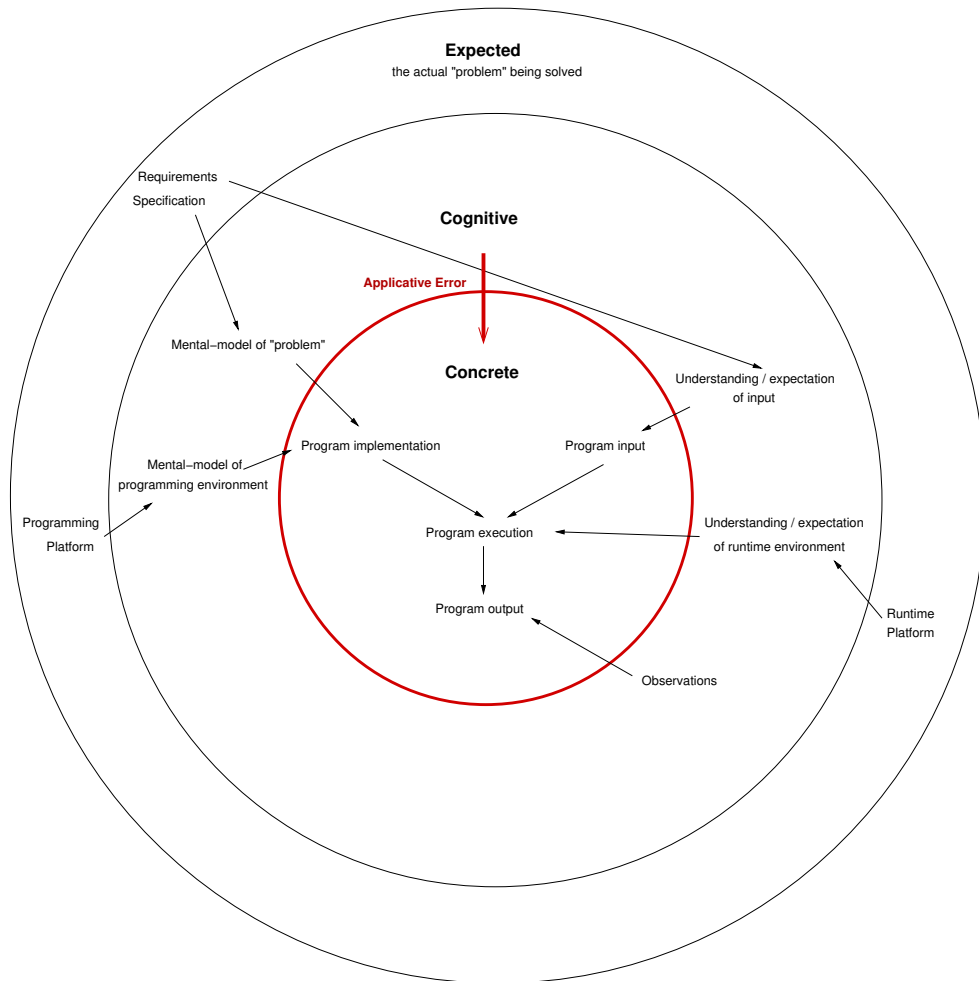 Expected
the actual "problem" being solved
Requirements
Specification
Cognitive
Applicative Error
Mental−model of "problem"
Concrete
Understanding / expectation
of input
Program implementation
Program input
Mental−model of
programming environment
Programming
Platform
Program execution
Understanding / expectation
of runtime environment
Program output
Runtime
Platform
Observations